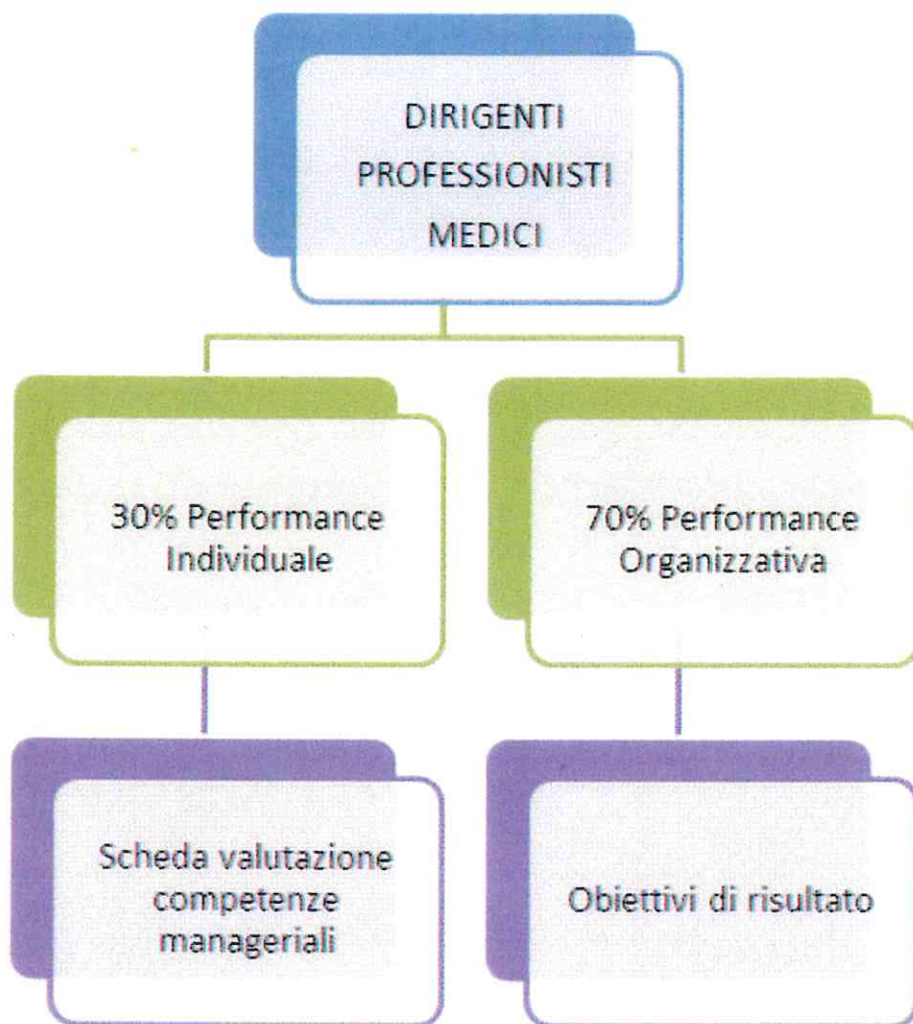 DIRIGENTI
PROFESSIONISTI
MEDICI
30% Performance
Individuale
70% Performance
Organizzativa
Scheda valutazione
competenze
manageriali
Obiettivi di risultato